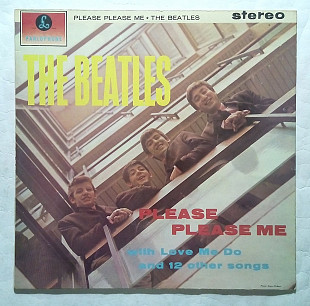 PLEASE PLEASE ME • THE BEATLES
stereo
PARLOPHONE
THE BEATLES
PLEASE
PLEASE ME
with Love Me Do
and 12 other songs